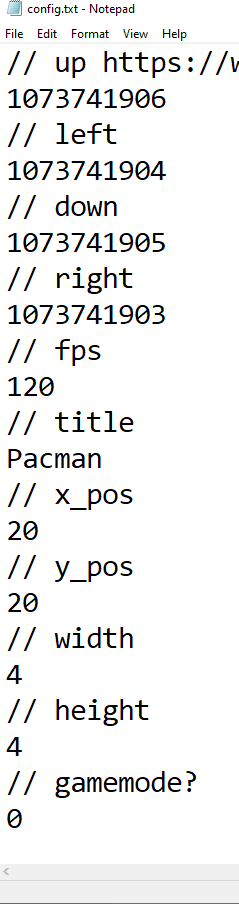 config.txt - Notepad
File Edit Format View Help
// up https://
1073741906
// left
1073741904
// down
1073741905
// right
1073741903
// fps
120
// title
Pacman
// x_pos
20
// y_pos
20
// width
4
// height
4
// gamemode?
0